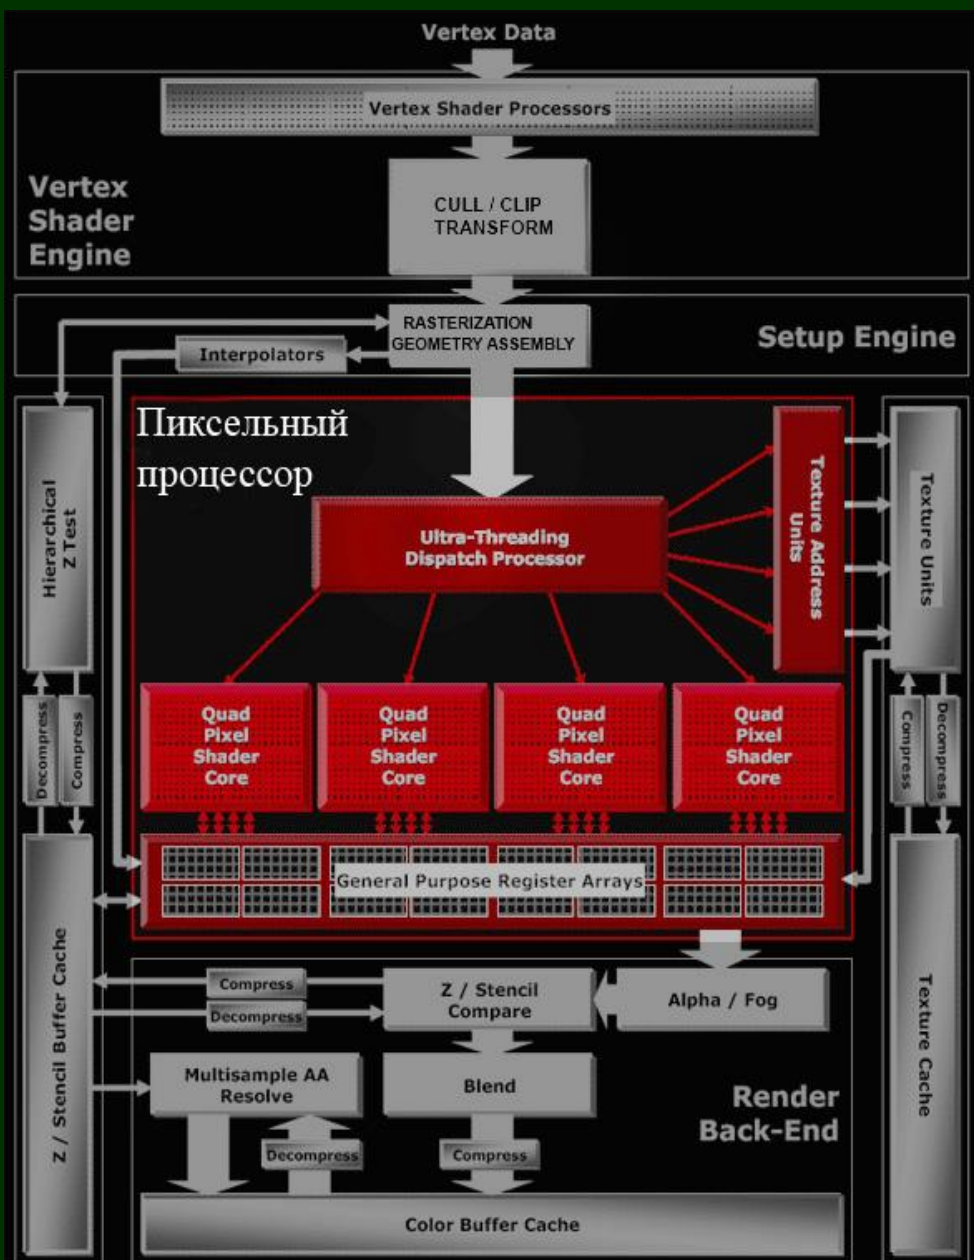 Vertex Data
Vertex Shader Processors
Vertex
Shader
Engine
CULL / CLIP
TRANSFORM
RASTERIZATION
GEOMETRY ASSEMBLY
Setup Engine
Interpolators
Пиксельный
процессор
Hierarchical
Z Test
Ultra-Threading
Dispatch Processor
Texture Address
Units
Texture Units
Quad
Pixel
Shader
Core
Quad
Pixel
Shader
Core
Quad
Pixel
Shader
Core
Quad
Pixel
Shader
Core
Decompress
Compress
Compress
Decompress
General Purpose Register Arrays
Z / Stencil Buffer Cache
Texture Cache
Compress
Decompress
Z / Stencil
Compare
Alpha / Fog
Multisample AA
Resolve
Blend
Render
Back-End
Decompress
Compress
Color Buffer Cache